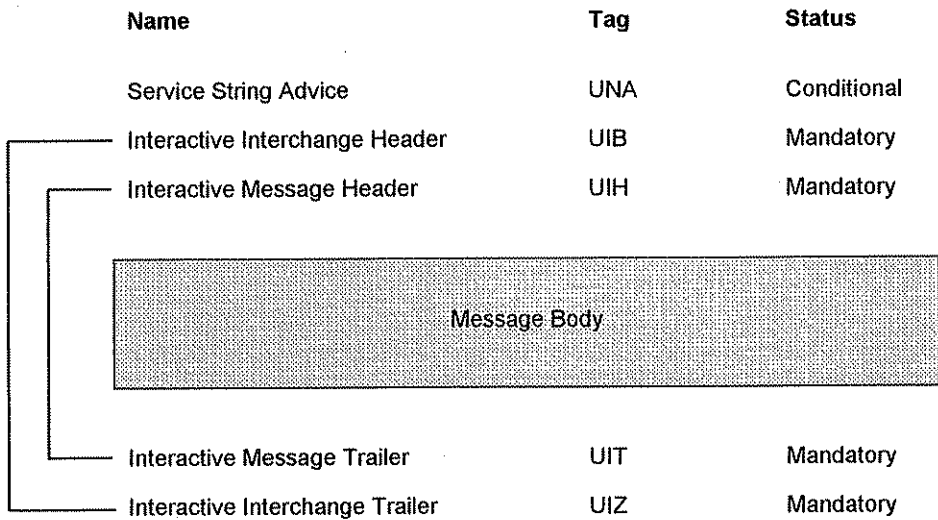 Name Tag Status
Service String Advice UNA Conditional
Interactive Interchange Header UIB Mandatory
Interactive Message Header UIH Mandatory
Message Body
Interactive Message Trailer UIT Mandatory
Interactive Interchange Trailer UIZ Mandatory